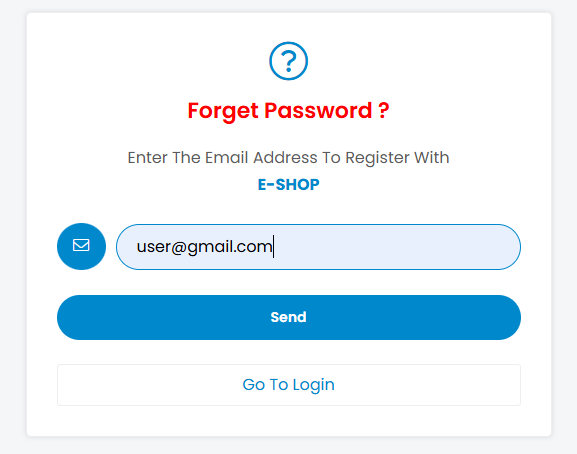 ?
Forget Password ?
Enter The Email Address To Register With
E-SHOP
user@gmail.com
Send
Go To Login